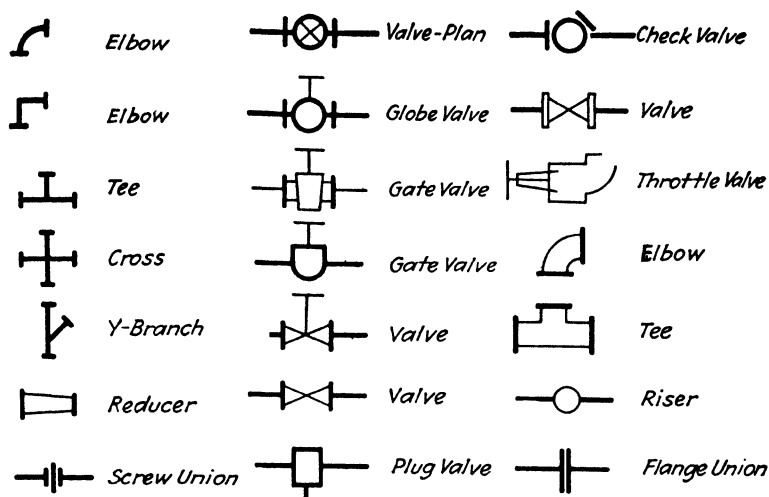 Elbow
Valve-Plan
Check Valve
Elbow
Globe Valve
Valve
Tee
Gate Valve
Throttle Valve
Cross
Gate Valve
Elbow
Y-Branch
Valve
Tee
Reducer
Valve
Riser
Screw Union
Plug Valve
Flange Union